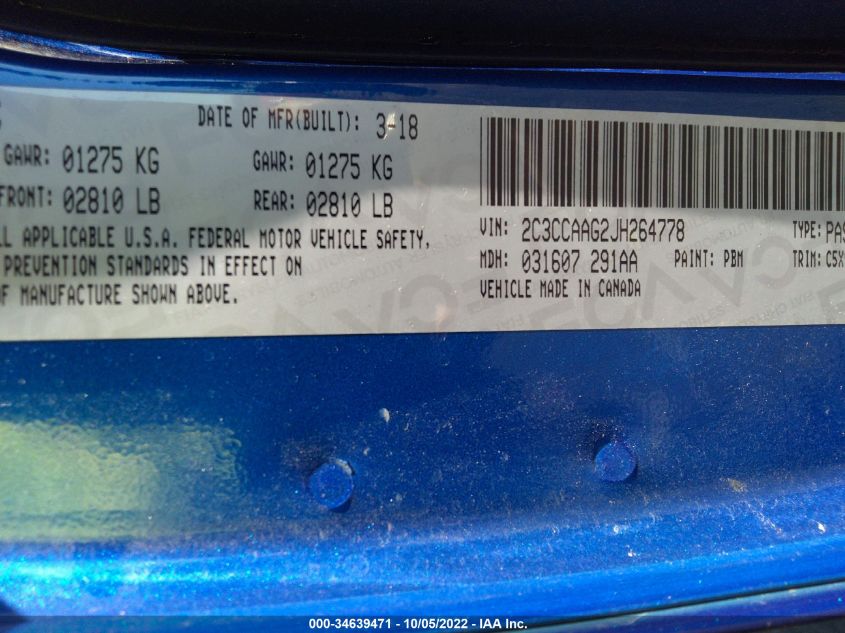 DATE OF MFR(BUILT): 3-18
GAWR: 01275 KG GAWR: 01275 KG
FRONT: 02810 LB REAR: 02810 LB
APPLICABLE U.S.A. FEDERAL MOTOR VEHICLE SAFETY,
PREVENTION STANDARDS IN EFFECT ON
OF MANUFACTURE SHOWN ABOVE.
VIN: 2C3CCAAG2JH264778 TYPE: PAS
MDH: 031607 291AA PAINT: PBM TRIM: C5X
VEHICLE MADE IN CANADA
000-34639471 - 10/05/2022 - IAA Inc.